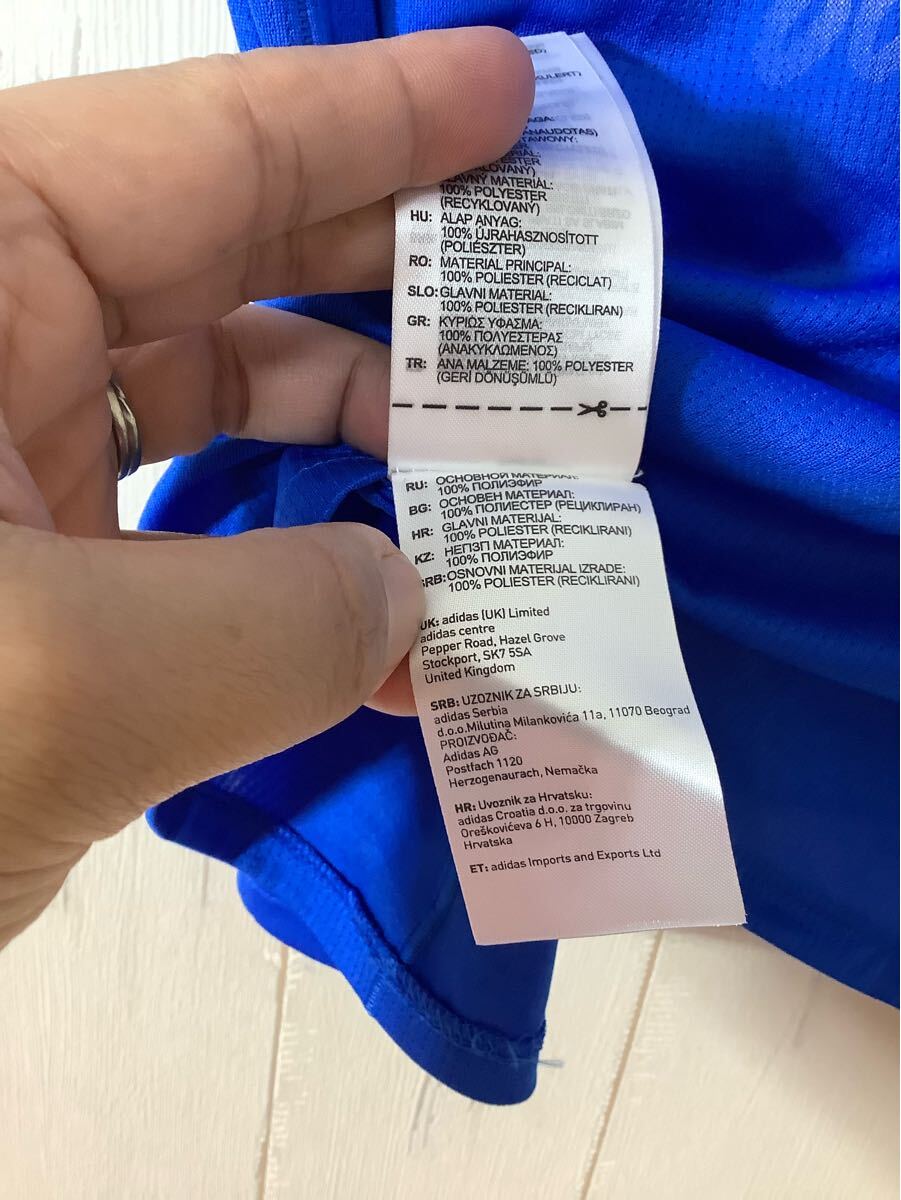 KULERT)
ANAUDOTAS)
HLAVNÝ MATERIÁL:
100% POLYESTER
(RECYKLOVANÝ)
HU: ALAP ANYAG:
100% ÚJRAHASZNOSÍTOTT
(POLIÉSZTER)
RO: MATERIAL PRINCIPAL:
100% POLIESTER (RECICLAT)
SLO: GLAVNI MATERIAL:
100% POLIESTER (RECIKLIRAN)
GR: ΚΥΡΙΩΣ ΥΦΑΣΜΑ:
100% ΠΟΛΥΕΣΤΕΡΑΣ
(ΑΝΑΚΥΚΛΩΜΕΝΟΣ)
TR: ANA MALZEME: 100% POLYESTER
(GERİ DÖNÜŞÜMLÜ)
RU: ОСНОВНОЙ МАТЕРИАЛ:
100% ПОЛИЭФИР
BG: ОСНОВЕН МАТЕРИАЛ:
100% ПОЛИЕСТЕР (РЕЦИКЛИРАН)
HR: GLAVNI MATERIJAL:
100% POLIESTER (RECIKLIRANI)
KZ: НЕГІЗГІ МАТЕРИАЛ:
100% ПОЛИЭФИР
SRB: OSNOVNI MATERIJAL IZRADE:
100% POLIESTER (RECIKLIRANI)
UK: adidas (UK) Limited
adidas centre
Pepper Road, Hazel Grove
Stockport, SK7 5SA
United Kingdom
SRB: UZOZNIK ZA SRBIJU:
adidas Serbia
d.o.o.Milutina Milankovića 11a, 11070 Beograd
PROIZVOĐAČ:
Adidas AG
Postfach 1120
Herzogenaurach, Nemačka
HR: Uvoznik za Hrvatsku:
adidas Croatia d.o.o. za trgovinu
Oreškovićeva 6 H, 10000 Zagreb
Hrvatska
ET: adidas Imports and Exports Ltd